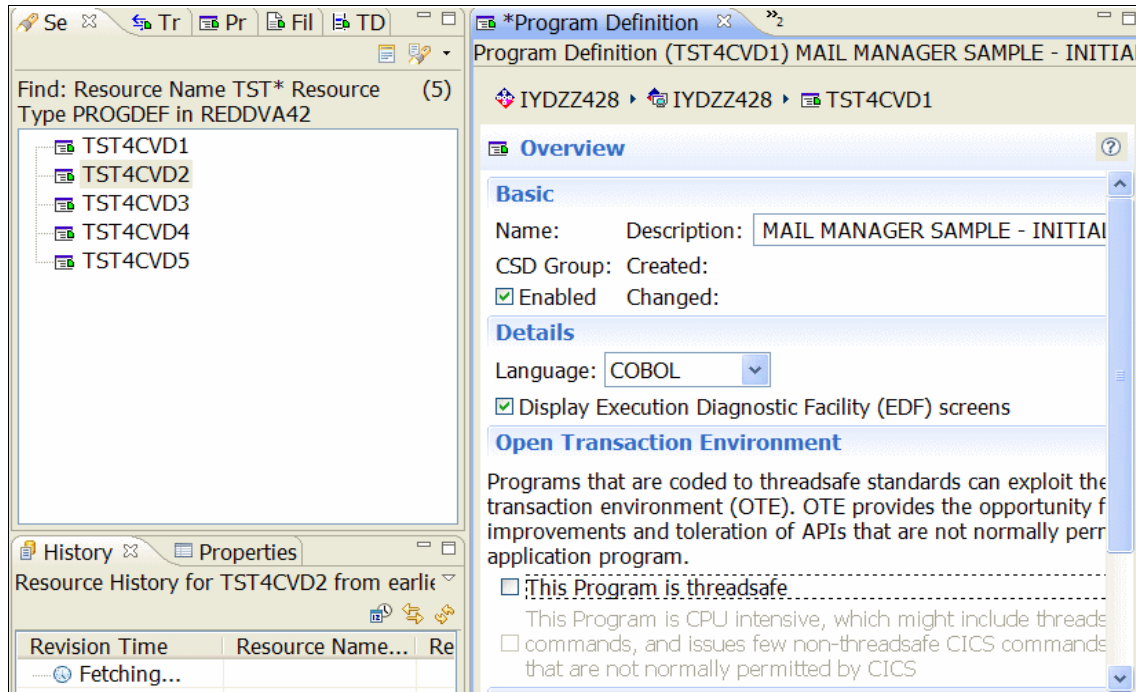 Se Tr Pr Fil TD
Find: Resource Name TST* Resource (5)
Type PROGDEF in REDDVA42
TST4CVD1
TST4CVD2
TST4CVD3
TST4CVD4
TST4CVD5
History Properties
Resource History for TST4CVD2 from earlie
Revision Time Resource Name... Re
Fetching...
*Program Definition »2
Program Definition (TST4CVD1) MAIL MANAGER SAMPLE - INITIA
IYDZZ428 IYDZZ428 TST4CVD1
Overview
Basic
Name: Description: MAIL MANAGER SAMPLE - INITIAL
CSD Group: Created:
Enabled Changed:
Details
Language: COBOL
Display Execution Diagnostic Facility (EDF) screens
Open Transaction Environment
Programs that are coded to threadsafe standards can exploit the
transaction environment (OTE). OTE provides the opportunity f
improvements and toleration of APIs that are not normally perr
application program.
This Program is threadsafe
This Program is CPU intensive, which might include threads
commands, and issues few non-threadsafe CICS commands
that are not normally permitted by CICS